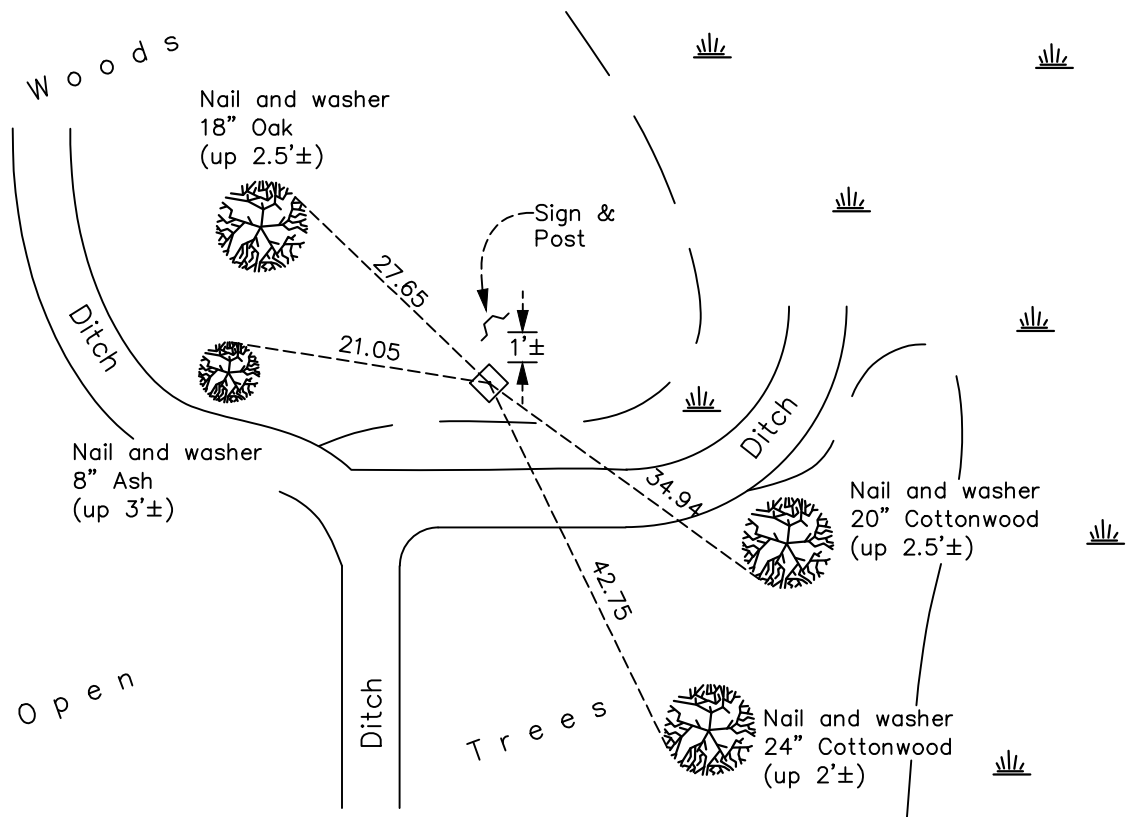 Woods
Nail and washer
18” Oak
(up 2.5’±)
Sign &
Post
27.65
Ditch
21.05
1’±
Ditch
Nail and washer
8” Ash
(up 3’±)
34.94
Nail and washer
20” Cottonwood
(up 2.5’±)
42.75
Open
Ditch
Trees
Nail and washer
24” Cottonwood
(up 2’±)